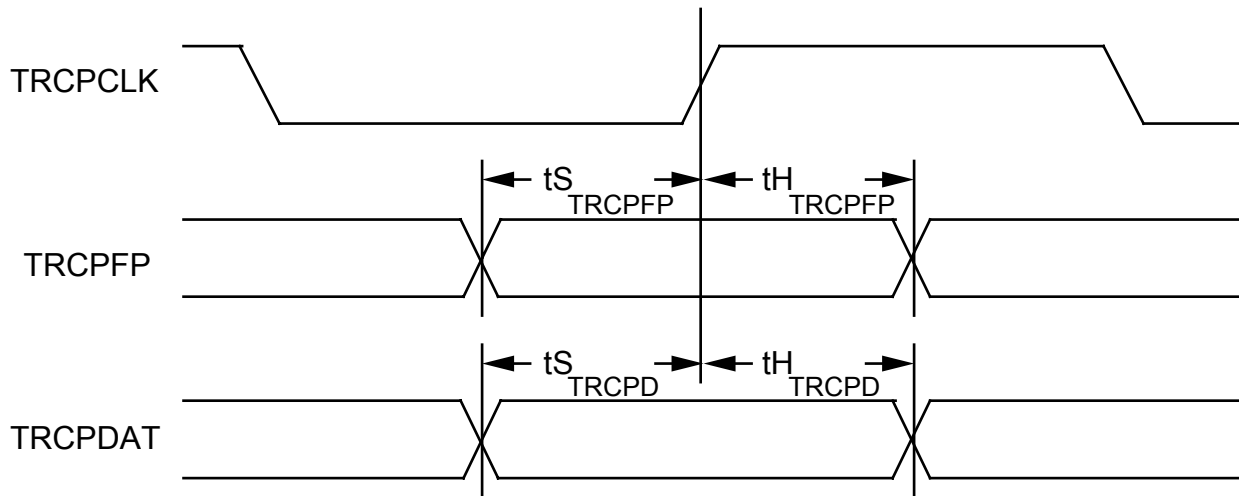 TRCPCLK
tS TRCPFP tH TRCPFP
TRCPFP
tS TRCPD tH TRCPD
TRCPDAT